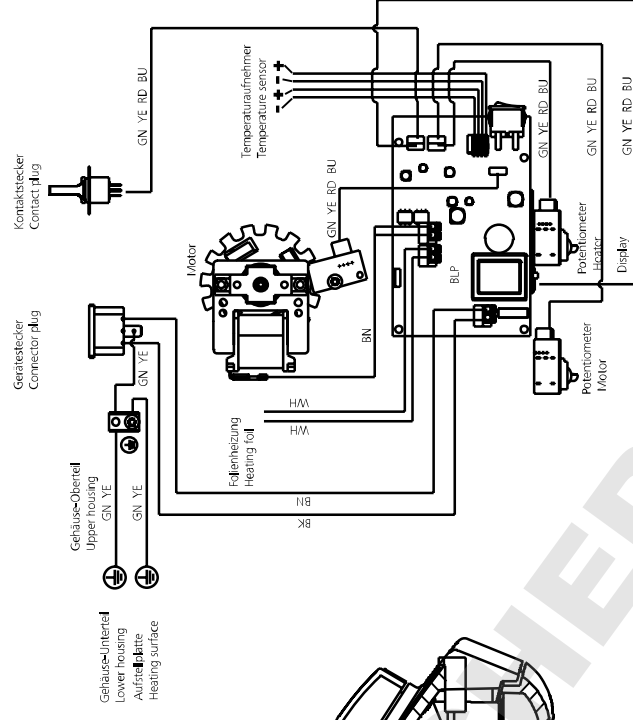 Kontaktstecker
Contact plug
GN YE RD BU
Temperaturaufnehmer
Temperature sensor
+
-
+
-
Gerätestecker
Connector plug
GN YE
Motor
GN YE RD BU
BN
BLP
GN YE RD BU
Potentiometer
Heater
GN YE RD BU
Display
GN YE RD BU
Potentiometer
Motor
Folienheizung
Heating foil
WH
WH
BN
BK
Gehäuse-Oberteil
Upper housing
GN YE
GN YE
Gehäuse-Unterteil
Lower housing
Aufstellplatte
Heating surface
HER